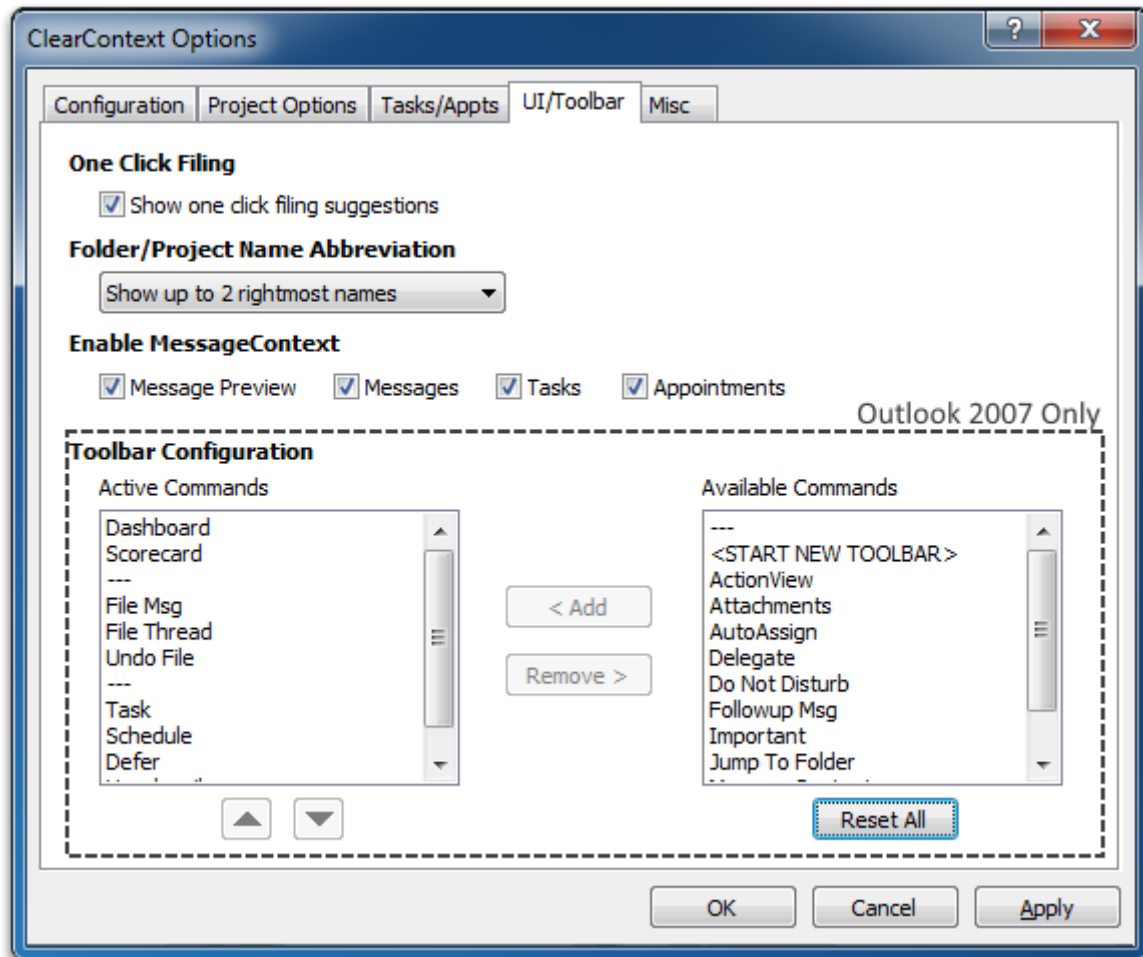 ClearContext Options
?
X
Configuration Project Options Tasks/Appts UI/Toolbar Misc
One Click Filing
Show one click filing suggestions
Folder/Project Name Abbreviation
Show up to 2 rightmost names
Enable MessageContext
Message Preview Messages Tasks Appointments
Outlook 2007 Only
Toolbar Configuration
Active Commands
Dashboard
Scorecard
---
File Msg
File Thread
Undo File
---
Task
Schedule
Defer
< Add
Remove >
Available Commands
---
<START NEW TOOLBAR>
ActionView
Attachments
AutoAssign
Delegate
Do Not Disturb
Followup Msg
Important
Jump To Folder
Reset All
OK Cancel Apply